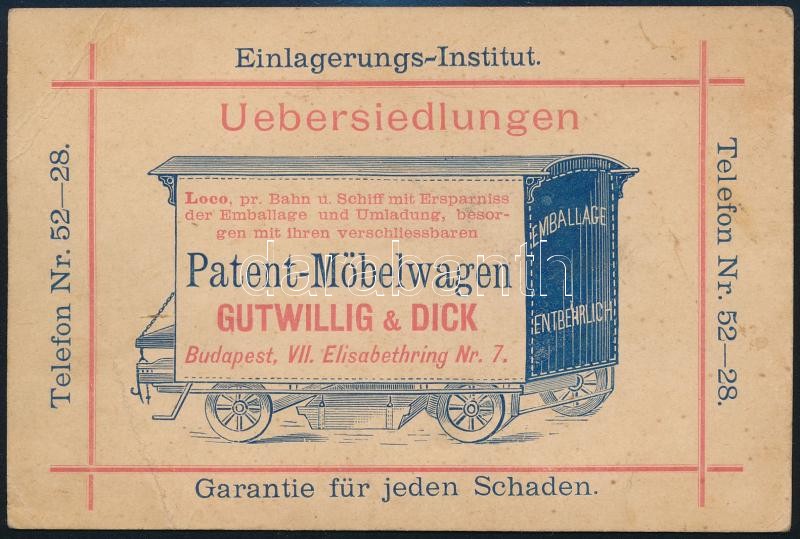 Einlagerungs-Institut.
Uebersiedlungen
Telefon Nr. 52—28.
Loco, pr. Bahn u. Schiff mit Ersparniss
der Emballage und Umladung, besor-
gen mit ihren verschliessbaren
Patent-Möbelwagen
GUTWILLIG & DICK
Budapest, VII. Elisabethring Nr. 7.
EMBALLAGE
ENTBEHRLICH
Telefon Nr. 52—28.
Garantie für jeden Schaden.
darabanth